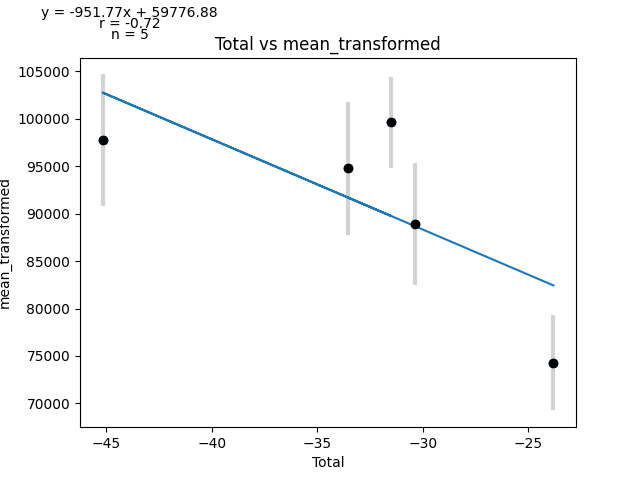 y = -951.77x + 59776.88
r = -0.72
n = 5
Total vs mean_transformed
105000
100000
95000
90000
85000
80000
75000
70000
mean_transformed
−45
−40
−35
−30
−25
Total